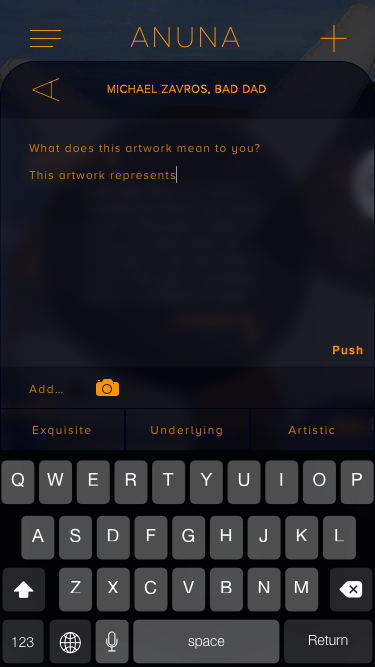 ANUNA
MICHAEL ZAVROS, BAD DAD
What does this artwork mean to you?
This artwork represents
Push
Add...
Exquisite Underlying Artistic
Q W E R T Y U I O P
A S D F G H J K L
Z X C V B N M
123 space Return